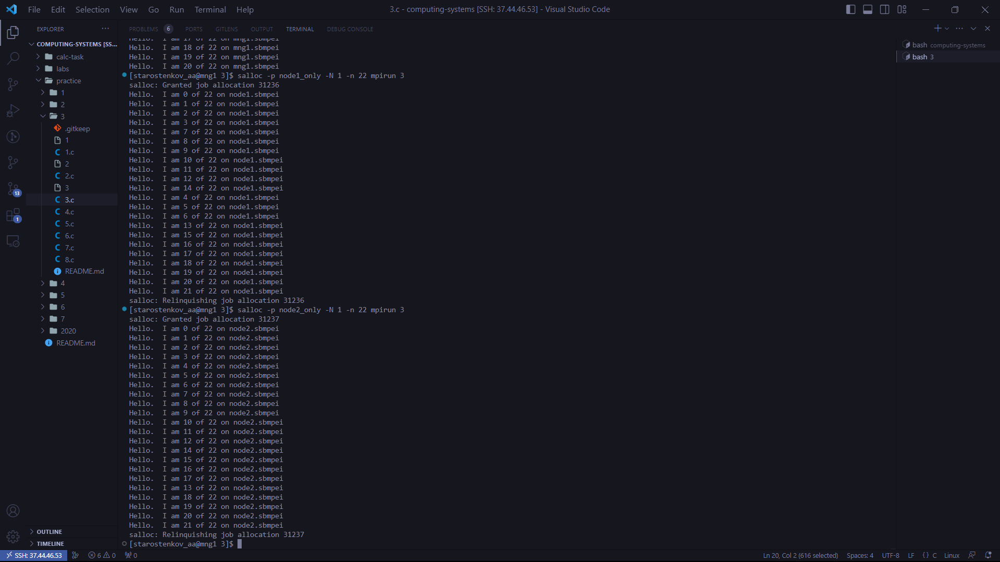 File Edit Selection View Go Run Terminal Help
3.c - computing-systems [SSH: 37.44.46.53] - Visual Studio Code
EXPLORER
COMPUTING-SYSTEMS [SS...
calc-task
labs
practice
1
2
3
.gitkeep
1
1.c
2
2.c
3
3.c
4.c
5.c
6.c
7.c
8.c
README.md
4
5
6
7
2020
README.md
OUTLINE
TIMELINE
13
1
PROBLEMS 6 PORTS GITLENS OUTPUT TERMINAL DEBUG CONSOLE
Hello.  I am 17 of 22 on mng1.sbmpei
Hello.  I am 18 of 22 on mng1.sbmpei
Hello.  I am 19 of 22 on mng1.sbmpei
Hello.  I am 20 of 22 on mng1.sbmpei
[starostenkov_aa@mng1 3]$ salloc -p node1_only -N 1 -n 22 mpirun 3
salloc: Granted job allocation 31236
Hello.  I am 0 of 22 on node1.sbmpei
Hello.  I am 1 of 22 on node1.sbmpei
Hello.  I am 2 of 22 on node1.sbmpei
Hello.  I am 3 of 22 on node1.sbmpei
Hello.  I am 7 of 22 on node1.sbmpei
Hello.  I am 8 of 22 on node1.sbmpei
Hello.  I am 9 of 22 on node1.sbmpei
Hello.  I am 10 of 22 on node1.sbmpei
Hello.  I am 11 of 22 on node1.sbmpei
Hello.  I am 12 of 22 on node1.sbmpei
Hello.  I am 14 of 22 on node1.sbmpei
Hello.  I am 4 of 22 on node1.sbmpei
Hello.  I am 5 of 22 on node1.sbmpei
Hello.  I am 6 of 22 on node1.sbmpei
Hello.  I am 13 of 22 on node1.sbmpei
Hello.  I am 15 of 22 on node1.sbmpei
Hello.  I am 16 of 22 on node1.sbmpei
Hello.  I am 17 of 22 on node1.sbmpei
Hello.  I am 18 of 22 on node1.sbmpei
Hello.  I am 19 of 22 on node1.sbmpei
Hello.  I am 20 of 22 on node1.sbmpei
Hello.  I am 21 of 22 on node1.sbmpei
salloc: Relinquishing job allocation 31236
[starostenkov_aa@mng1 3]$ salloc -p node2_only -N 1 -n 22 mpirun 3
salloc: Granted job allocation 31237
Hello.  I am 0 of 22 on node2.sbmpei
Hello.  I am 1 of 22 on node2.sbmpei
Hello.  I am 2 of 22 on node2.sbmpei
Hello.  I am 3 of 22 on node2.sbmpei
Hello.  I am 4 of 22 on node2.sbmpei
Hello.  I am 5 of 22 on node2.sbmpei
Hello.  I am 6 of 22 on node2.sbmpei
Hello.  I am 7 of 22 on node2.sbmpei
Hello.  I am 8 of 22 on node2.sbmpei
Hello.  I am 9 of 22 on node2.sbmpei
Hello.  I am 10 of 22 on node2.sbmpei
Hello.  I am 11 of 22 on node2.sbmpei
Hello.  I am 12 of 22 on node2.sbmpei
Hello.  I am 14 of 22 on node2.sbmpei
Hello.  I am 15 of 22 on node2.sbmpei
Hello.  I am 16 of 22 on node2.sbmpei
Hello.  I am 17 of 22 on node2.sbmpei
Hello.  I am 13 of 22 on node2.sbmpei
Hello.  I am 18 of 22 on node2.sbmpei
Hello.  I am 19 of 22 on node2.sbmpei
Hello.  I am 20 of 22 on node2.sbmpei
Hello.  I am 21 of 22 on node2.sbmpei
salloc: Relinquishing job allocation 31237
[starostenkov_aa@mng1 3]$
bash computing-systems
bash 3
SSH: 37.44.46.53 6 0 0
Ln 20, Col 2 (616 selected) Spaces: 4 UTF-8 LF {} C Linux